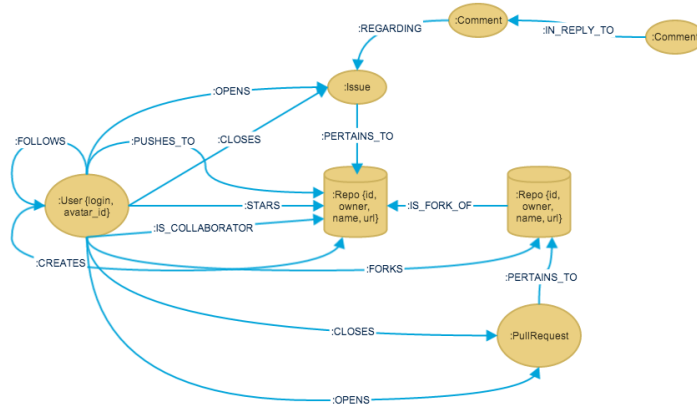 :Comment
:REGARDING
:IN_REPLY_TO
:Comment
:Issue
:OPENS
:FOLLOWS
:PUSHES_TO
:CLOSES
:PERTAINS_TO
:User {login,
avatar_id}
:STARS
:Repo {id,
owner,
name, url}
:IS_FORK_OF
:Repo {id,
owner,
name, url}
:IS_COLLABORATOR
:CREATES
:FORKS
:PERTAINS_TO
:CLOSES
:PullRequest
:OPENS